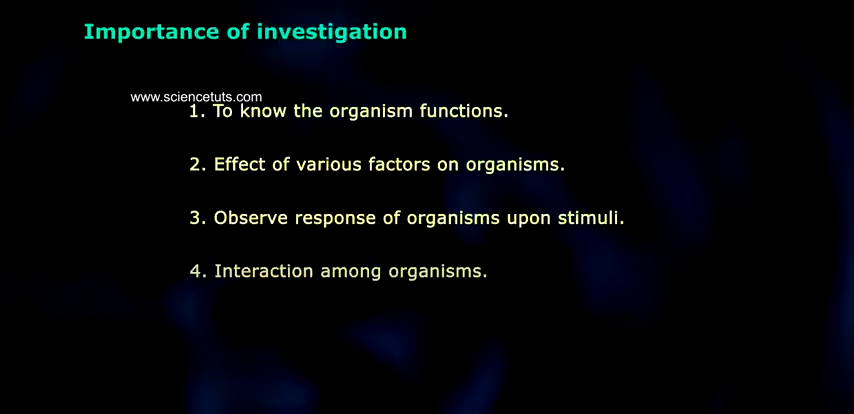 Importance of investigation
www.sciencetuts.com
1. To know the organism functions.
2. Effect of various factors on organisms.
3. Observe response of organisms upon stimuli.
4. Interaction among organisms.